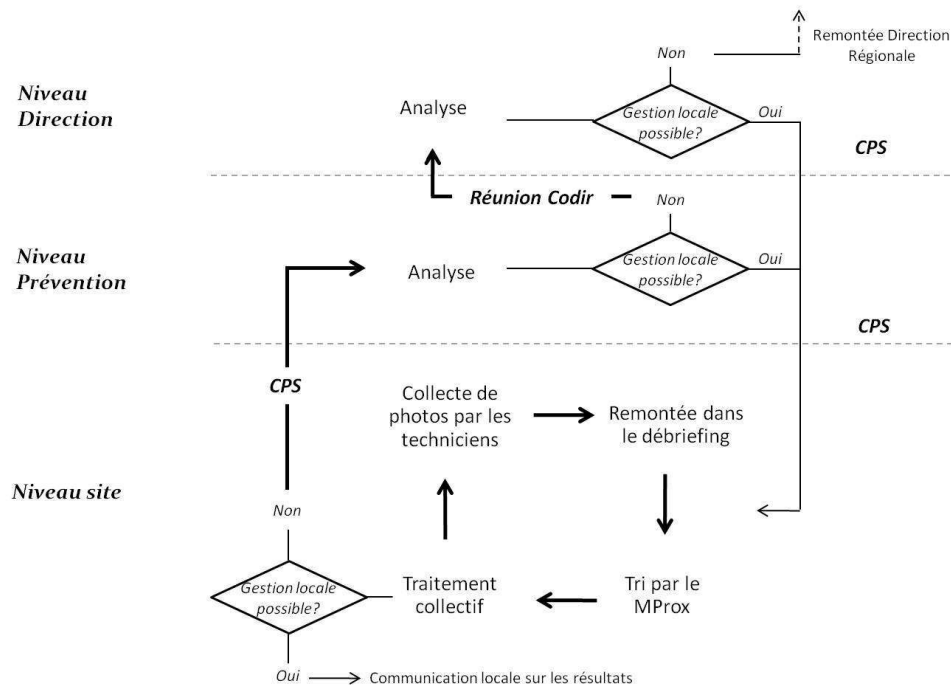 Remontée Direction
Régionale
Non
Niveau
Direction
Analyse
Gestion locale
possible?
Oui
CPS
Réunion Codir
Non
Niveau
Prévention
Analyse
Gestion locale
possible?
Oui
CPS
CPS
Collecte de
photos par les
techniciens
Remontée dans
le débriefing
Niveau site
Non
Gestion locale
possible?
Traitement
collectif
Tri par le
MProx
Oui
Communication locale sur les résultats